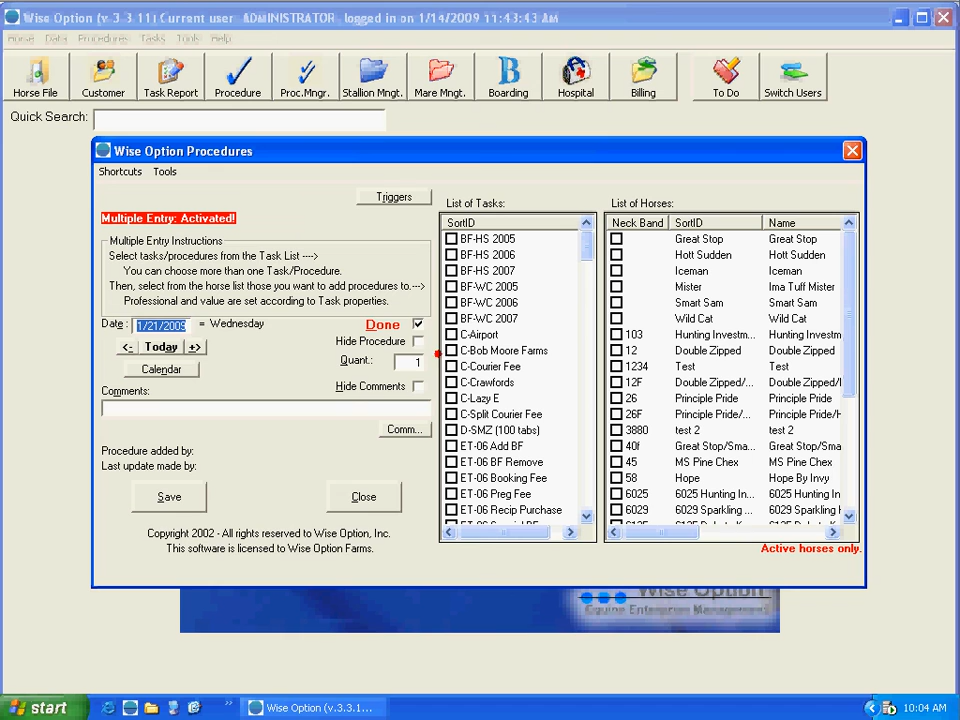 Wise Option (v. 3.3.11) Current user ADMINISTRATOR logged in on 1/14/2009 11:43:43 AM
Horse Data Procedures Tasks Tools Help
Horse File Customer Task Report Procedure Proc.Mngr. Stallion Mngt. Mare Mngt. Boarding Hospital Billing To Do Switch Users
Quick Search:
Wise Option Procedures
Shortcuts Tools
Triggers
Multiple Entry: Activated!
Multiple Entry Instructions
Select tasks/procedures from the Task List ---->
You can choose more than one Task/Procedure.
Then, select from the horse list those you want to add procedures to.--->
Professional and value are set according to Task properties.
Date: 1/21/2009 = Wednesday
Done
<- Today +>
Hide Procedure
Calendar
Quant.: 1
Hide Comments
Comments:
Comm...
Procedure added by:
Last update made by:
Save Close
Copyright 2002 - All rights reserved to Wise Option, Inc.
This software is licensed to Wise Option Farms.
List of Tasks:
SortID
BF-HS 2005
BF-HS 2006
BF-HS 2007
BF-WC 2005
BF-WC 2006
BF-WC 2007
C-Airport
C-Bob Moore Farms
C-Courier Fee
C-Crawfords
C-Lazy E
C-Split Courier Fee
D-SMZ (100 tabs)
ET-06 Add BF
ET-06 BF Remove
ET-06 Booking Fee
ET-06 Preg Fee
ET-06 Recip Purchase
List of Horses:
Neck Band SortID Name
Great Stop Great Stop
Hott Sudden Hott Sudden
Iceman Iceman
Mister Ima Tuff Mister
Smart Sam Smart Sam
Wild Cat Wild Cat
103 Hunting Investm... Hunting Investm
12 Double Zipped Double Zipped
1234 Test Test
12F Double Zipped/... Double Zipped/
26 Principle Pride Principle Pride
26F Principle Pride/... Principle Pride/
3880 test 2 test 2
40f Great Stop/Sma... Great Stop/Sma
45 MS Pine Chex MS Pine Chex
58 Hope Hope By Invy
6025 6025 Hunting In... 6025 Hunting In
6029 6029 Sparkling ... 6029 Sparkling
Active horses only.
Wise Option
Equine Enterprise Management
start Wise Option (v.3.3.1... 10:04 AM